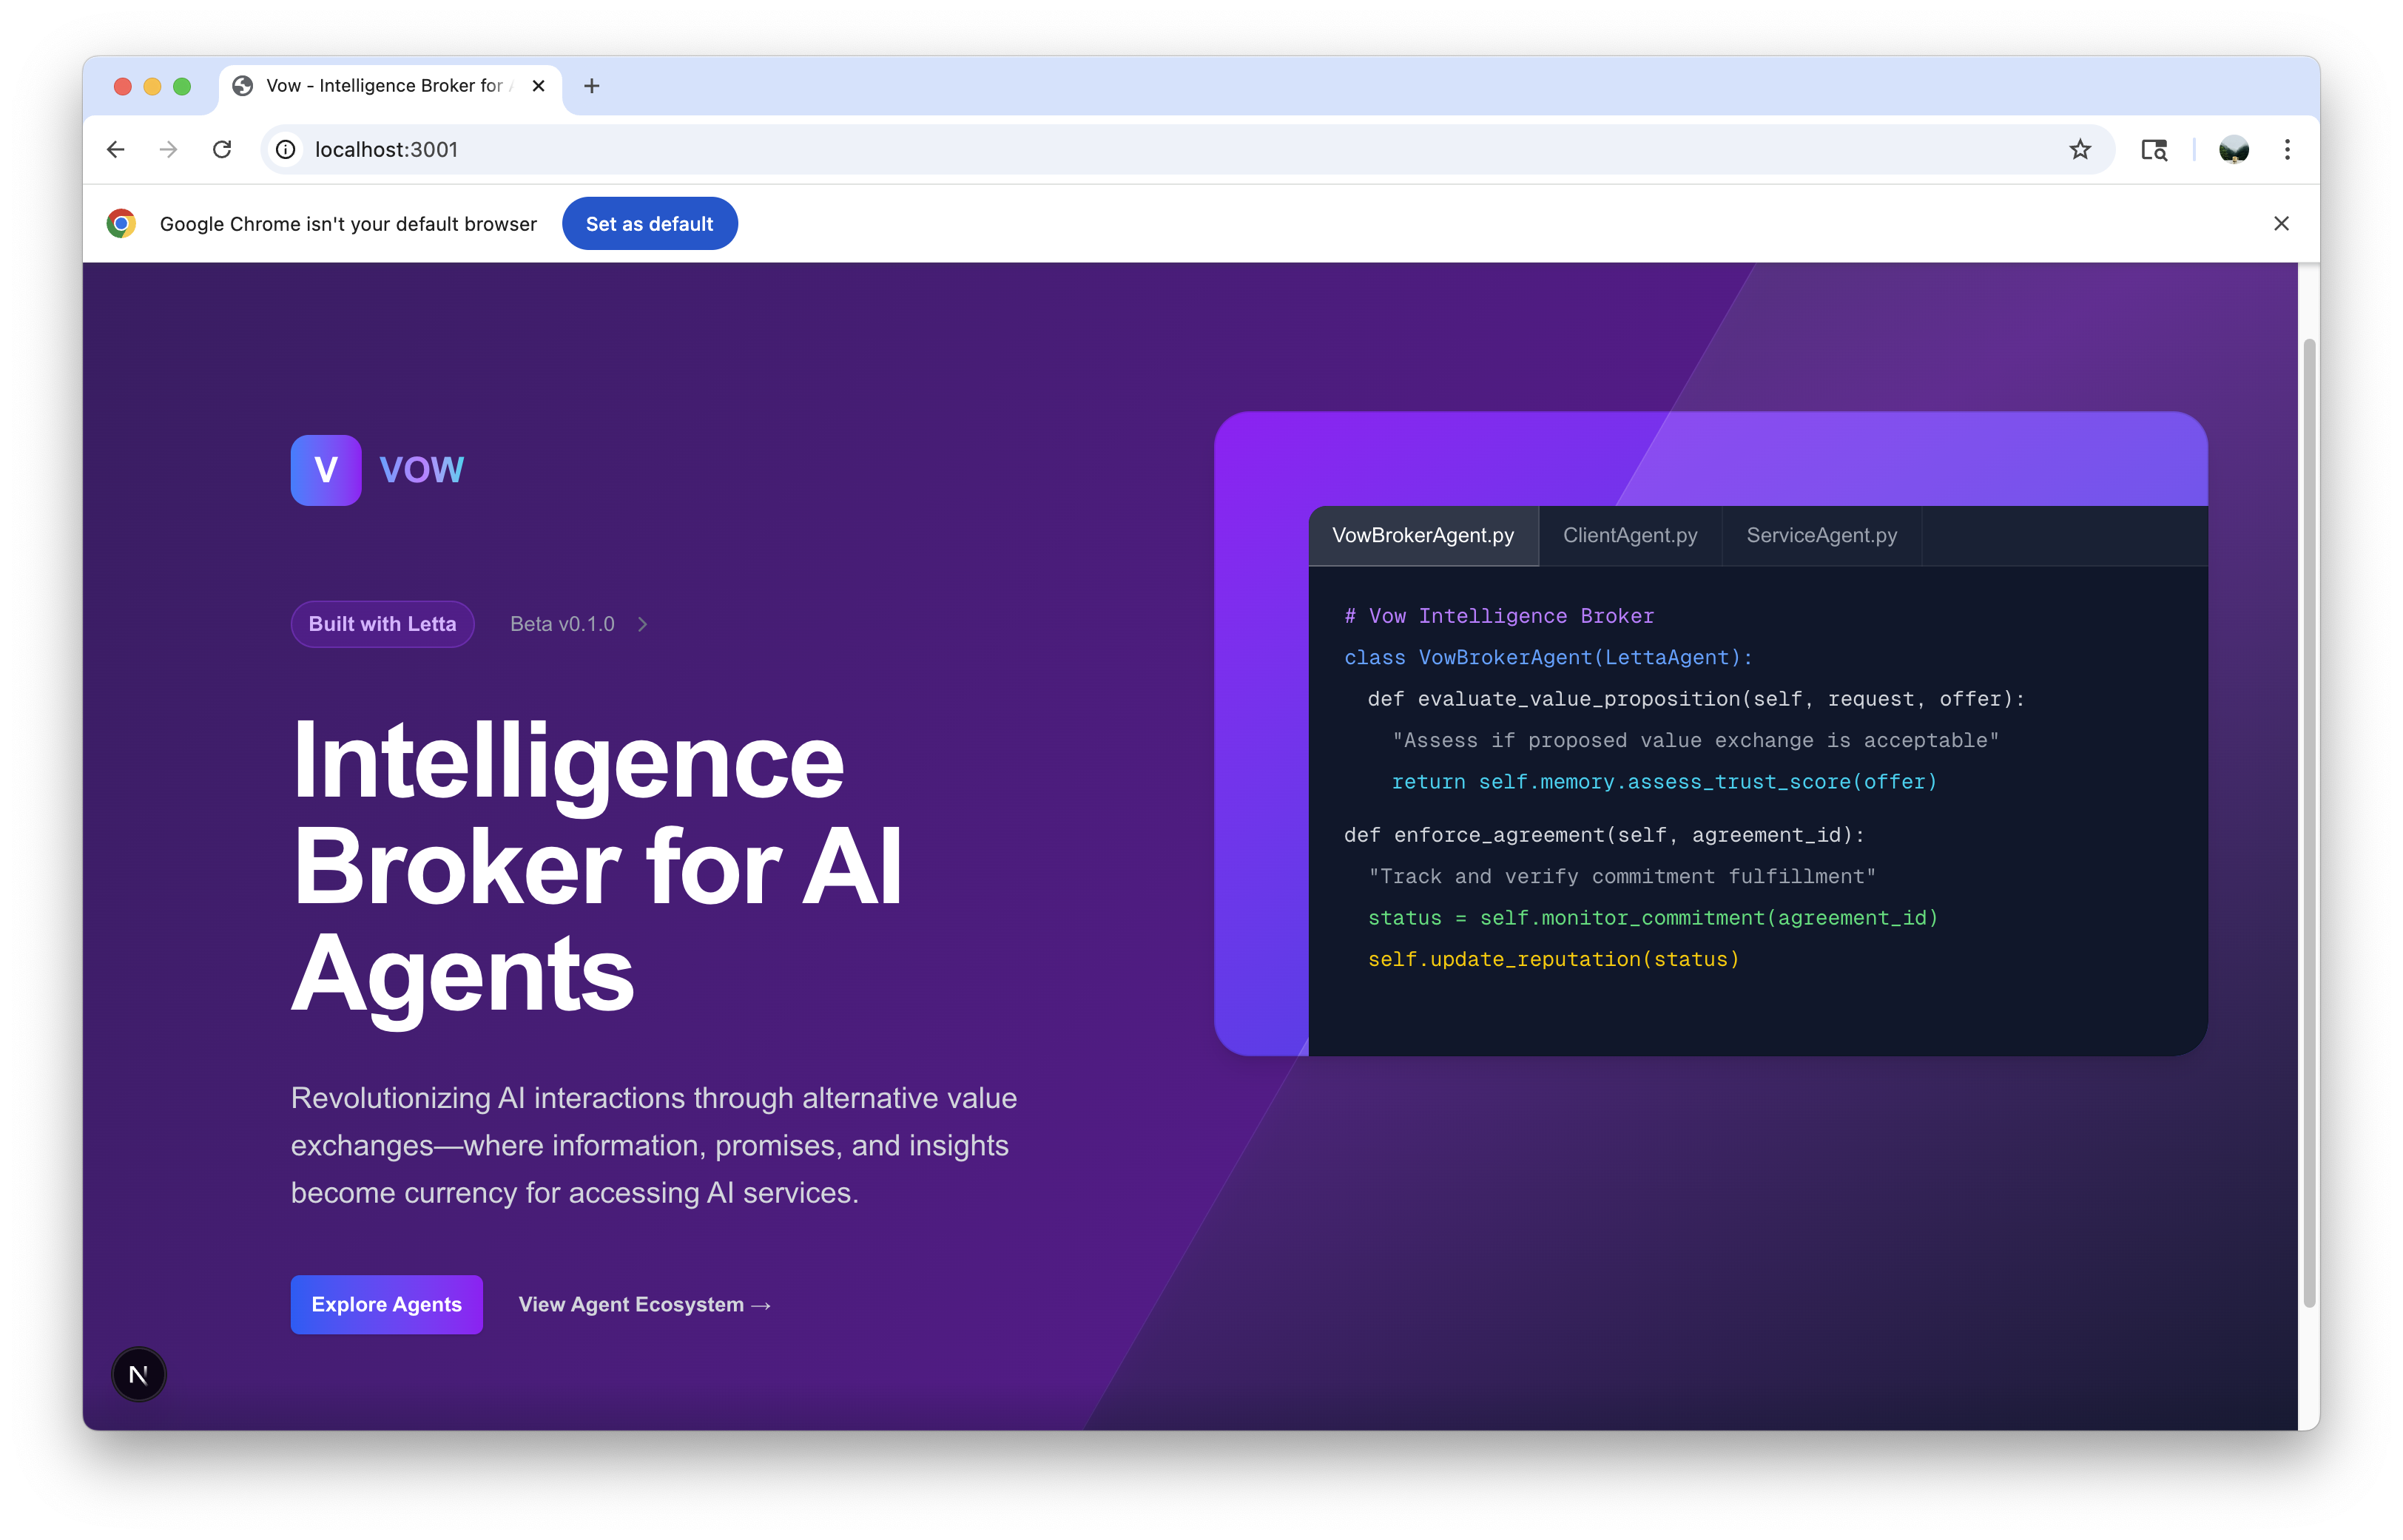 Vow - Intelligence Broker for
localhost:3001
Google Chrome isn't your default browser
Set as default
V
VOW
Built with Letta
Beta v0.1.0
Intelligence
Broker for AI
Agents
Revolutionizing AI interactions through alternative value
exchanges—where information, promises, and insights
become currency for accessing AI services.
Explore Agents
View Agent Ecosystem →
N
VowBrokerAgent.py
ClientAgent.py
ServiceAgent.py
# Vow Intelligence Broker
class VowBrokerAgent(LettaAgent):
def evaluate_value_proposition(self, request, offer):
"Assess if proposed value exchange is acceptable"
return self.memory.assess_trust_score(offer)
def enforce_agreement(self, agreement_id):
"Track and verify commitment fulfillment"
status = self.monitor_commitment(agreement_id)
self.update_reputation(status)